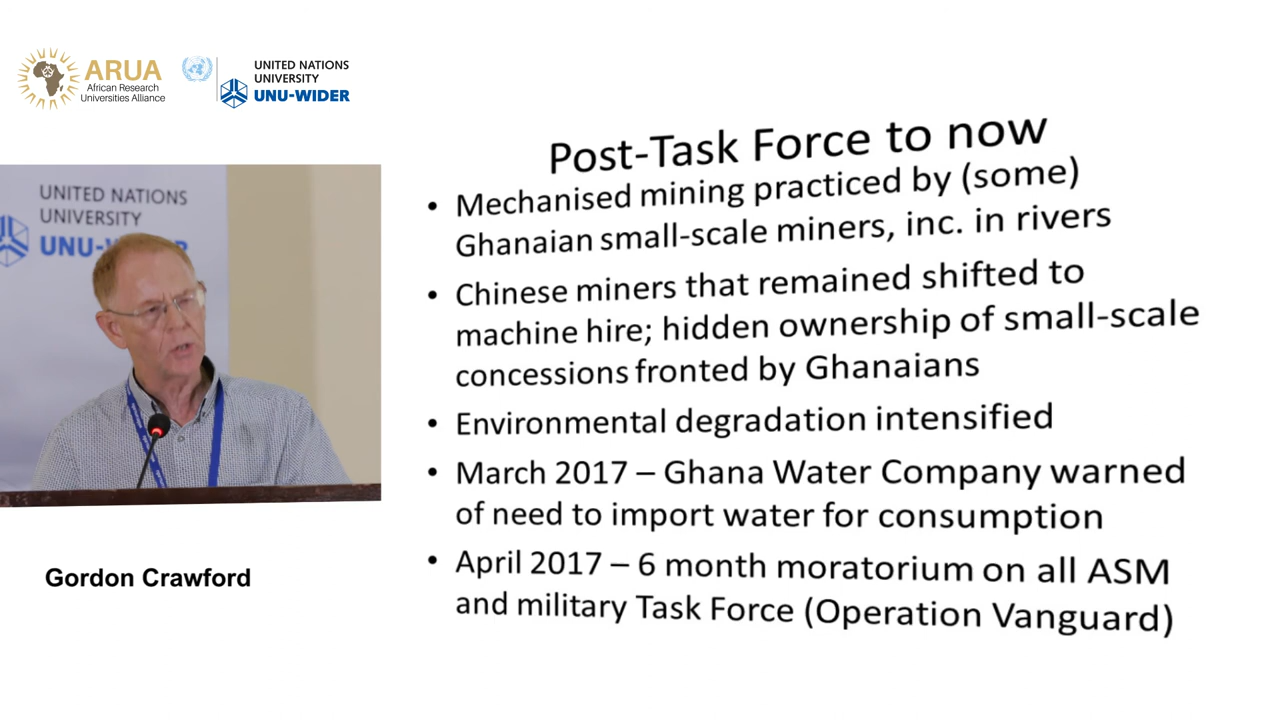 ARUA
African Research
Universities Alliance
UNITED NATIONS
UNIVERSITY
UNU-WIDER
UNITED NATIONS
UNIVERSITY
UNU-WIDER
Gordon Crawford
Post-Task Force to now
• Mechanised mining practiced by (some)
Ghanaian small-scale miners, inc. in rivers
• Chinese miners that remained shifted to
machine hire; hidden ownership of small-scale
concessions fronted by Ghanaians
• Environmental degradation intensified
• March 2017 – Ghana Water Company warned
of need to import water for consumption
• April 2017 – 6 month moratorium on all ASM
and military Task Force (Operation Vanguard)